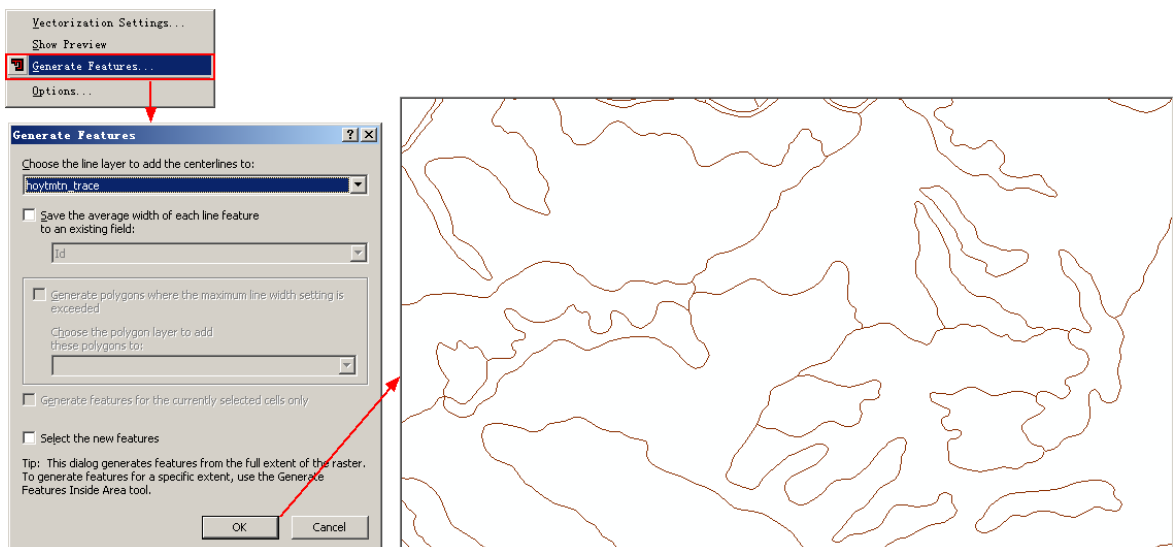 Vectorization Settings...
Show Preview
Generate Features...
Options...
Generate Features
Choose the line layer to add the centerlines to:
hoytmtn_trace
Save the average width of each line feature
to an existing field:
Id
Generate polygons where the maximum line width setting is
exceeded
Choose the polygon layer to add
these polygons to:
Generate features for the currently selected cells only
Select the new features
Tip: This dialog generates features from the full extent of the raster.
To generate features for a specific extent, use the Generate
Features Inside Area tool.
OK
Cancel